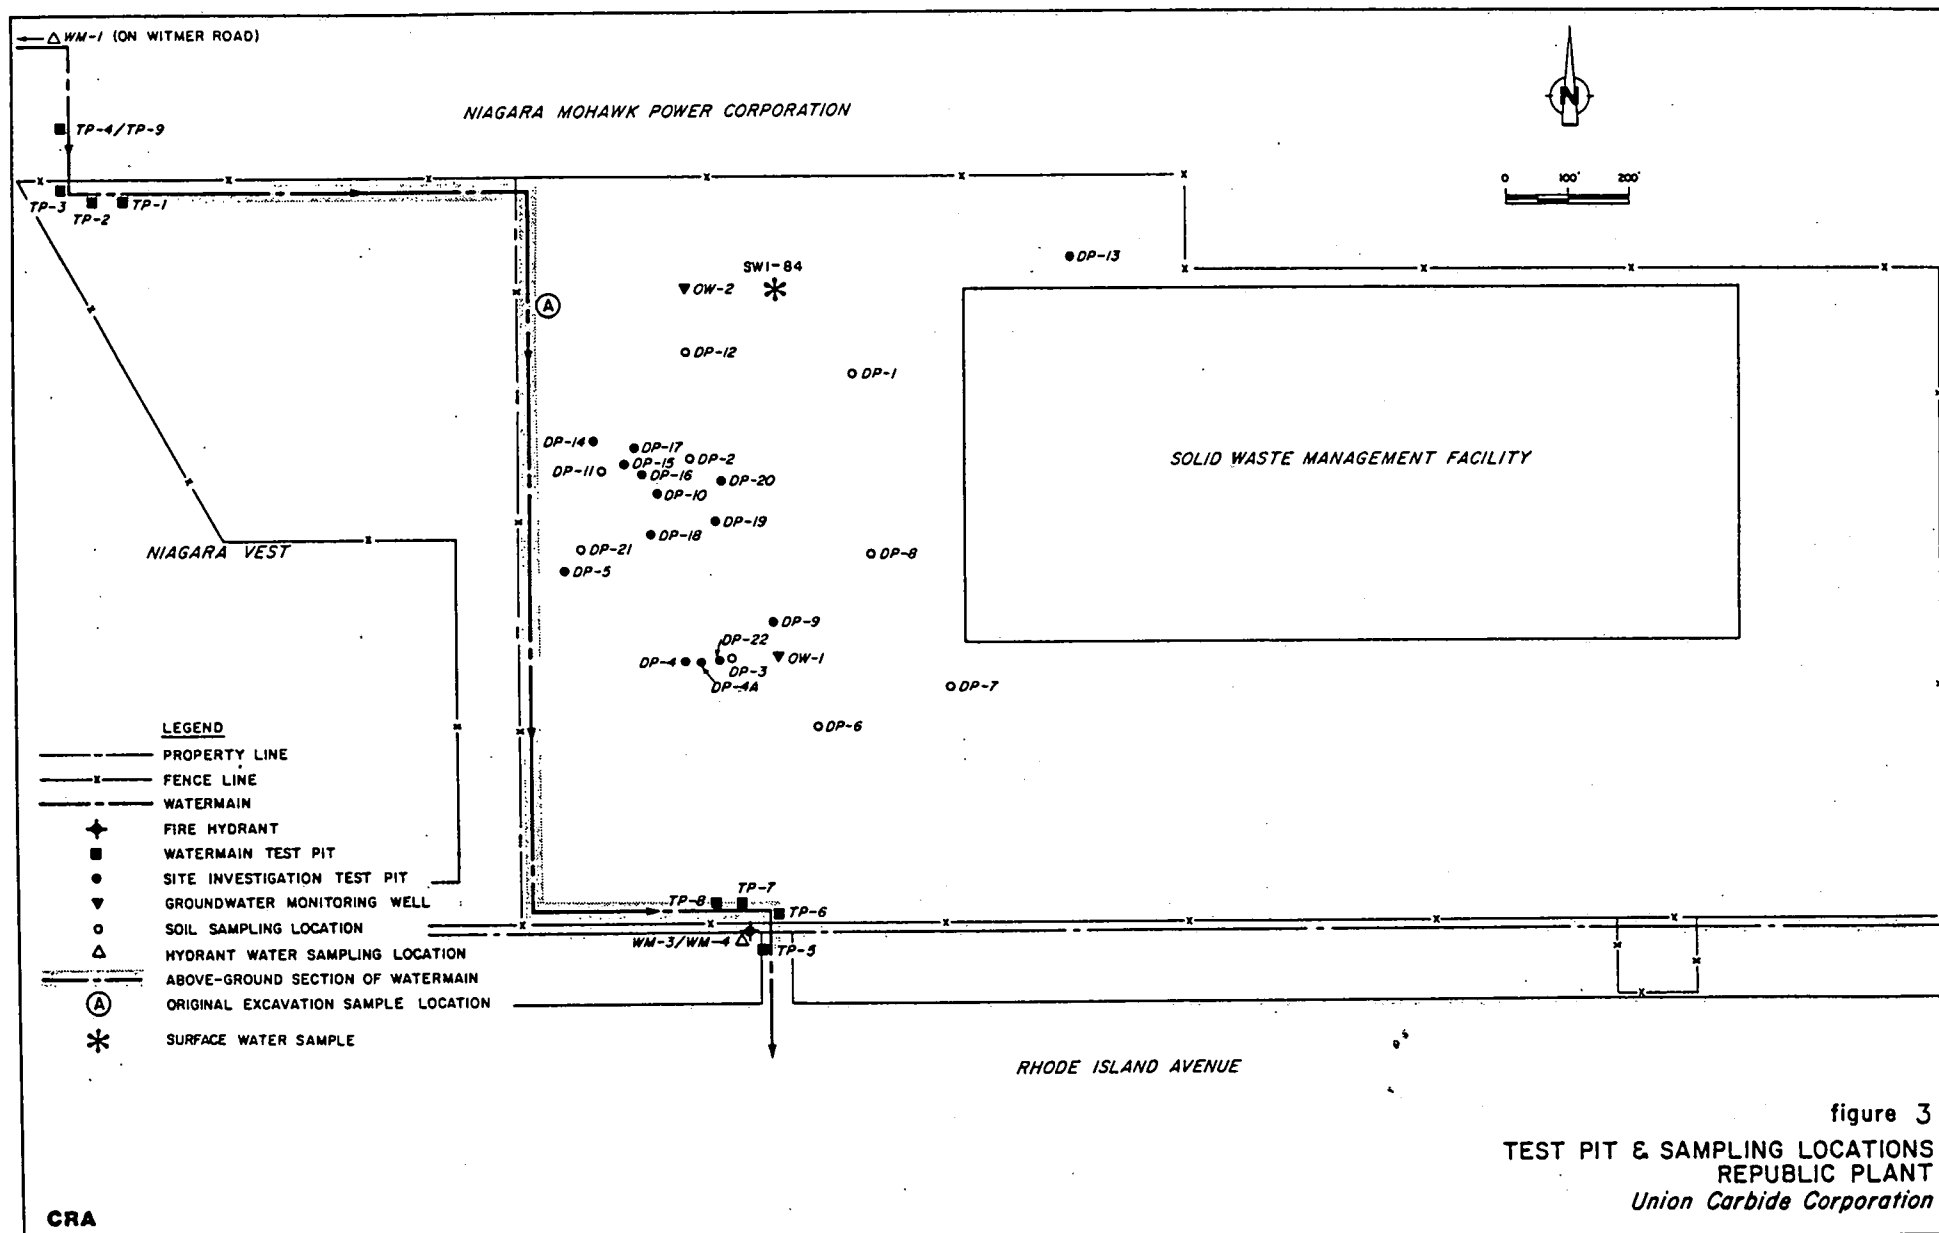 WM-1 (ON WITMER ROAD)
NIAGARA MOHAWK POWER CORPORATION
N
TP-4/TP-9
0 100' 200'
TP-3
TP-2
TP-1
DP-13
SW1-84
OW-2
A
DP-12
DP-1
DP-14
DP-17
DP-15
DP-2
DP-11
DP-16
DP-20
DP-10
SOLID WASTE MANAGEMENT FACILITY
DP-19
DP-18
DP-21
DP-8
NIAGARA VEST
DP-5
DP-9
DP-22
DP-4
DP-3
OW-1
DP-4A
DP-7
DP-6
LEGEND
PROPERTY LINE
FENCE LINE
WATERMAIN
FIRE HYDRANT
WATERMAIN TEST PIT
SITE INVESTIGATION TEST PIT
GROUNDWATER MONITORING WELL
SOIL SAMPLING LOCATION
HYDRANT WATER SAMPLING LOCATION
ABOVE-GROUND SECTION OF WATERMAIN
A ORIGINAL EXCAVATION SAMPLE LOCATION
SURFACE WATER SAMPLE
TP-7
TP-8
TP-6
WM-3/WM-4
TP-5
RHODE ISLAND AVENUE
figure 3
TEST PIT & SAMPLING LOCATIONS
REPUBLIC PLANT
Union Carbide Corporation
CRA